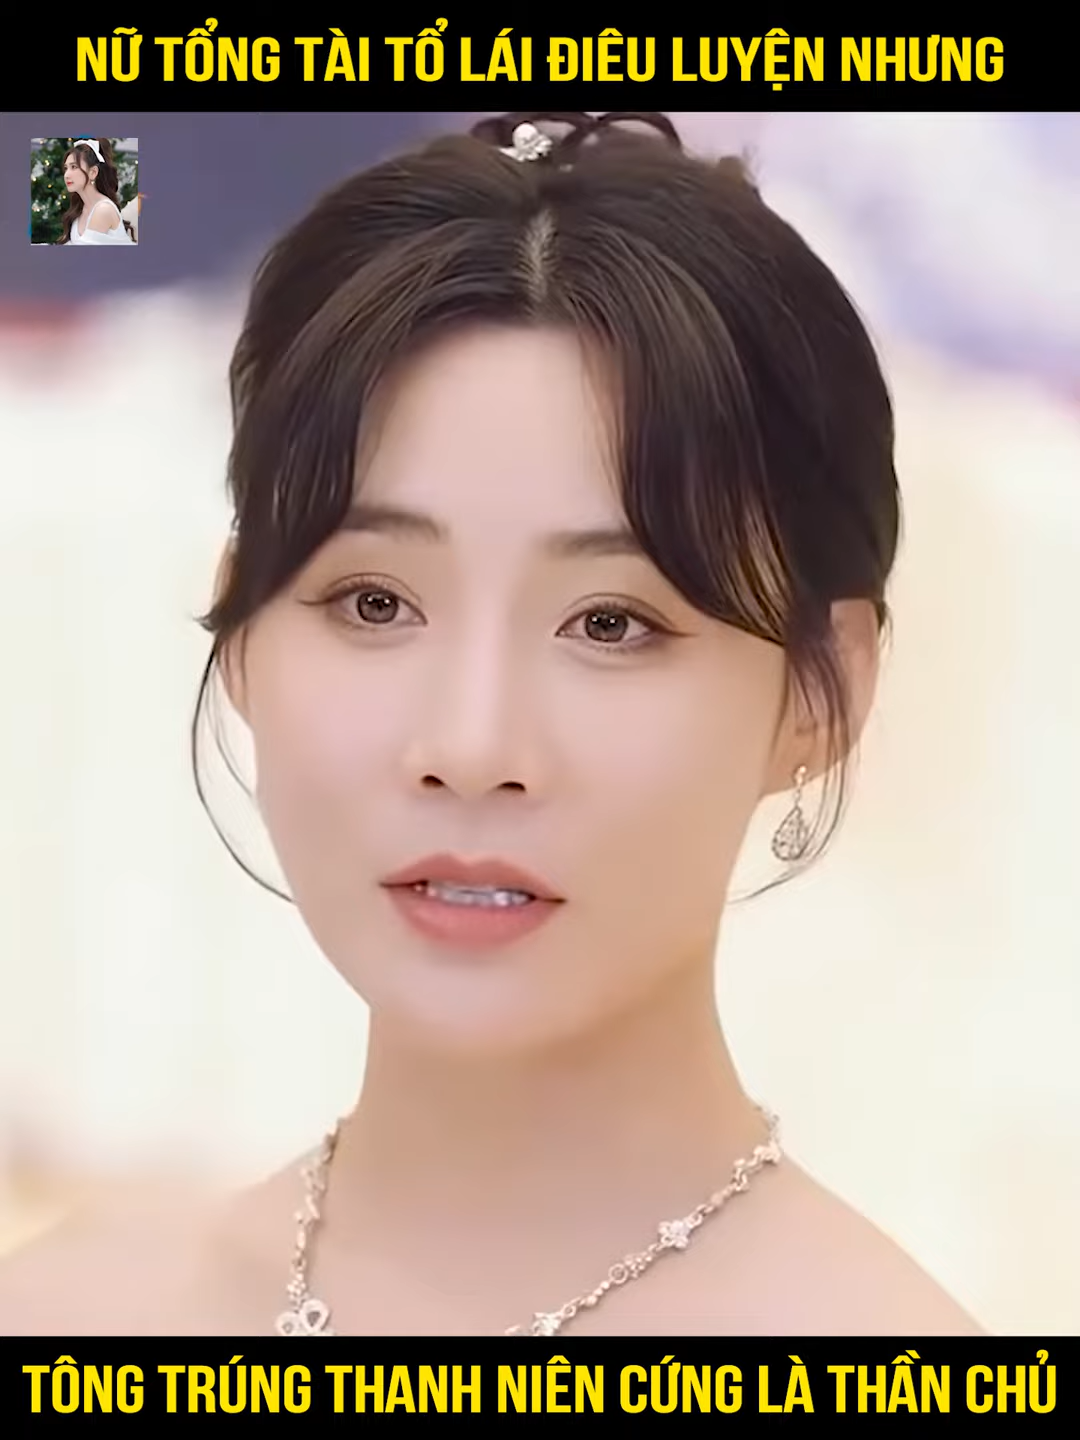 NỮ TỔNG TÀI TỔ LÁI ĐIÊU LUYỆN NHƯNG
TÔNG TRÚNG THANH NIÊN CỨNG LÀ THẦN CHỦ